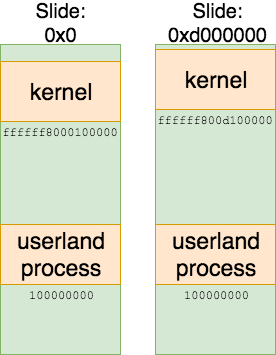 Slide:
0x0
kernel
ffffff8000100000
userland
process
100000000
Slide:
0xd000000
kernel
ffffff800d100000
userland
process
100000000